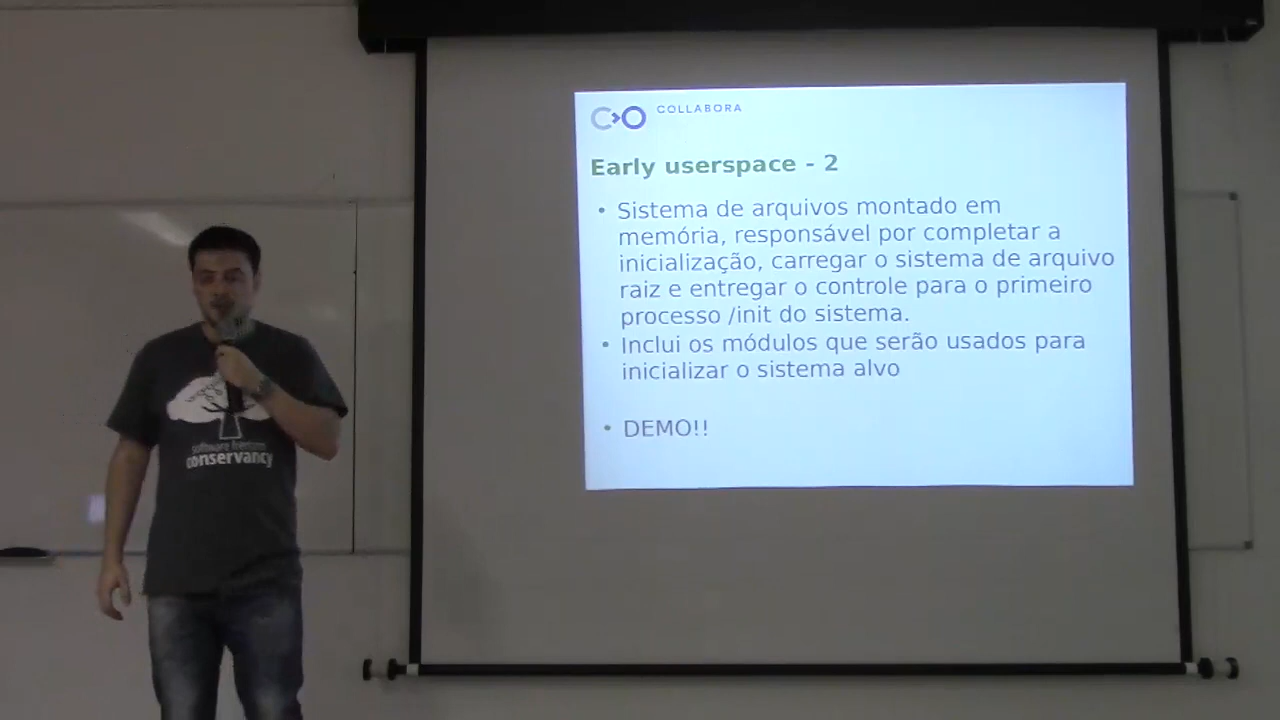 COLLABORA
Early userspace - 2
• Sistema de arquivos montado em
memória, responsável por completar a
inicialização, carregar o sistema de arquivo
raiz e entregar o controle para o primeiro
processo /init do sistema.
• Inclui os módulos que serão usados para
inicializar o sistema alvo
• DEMO!!
software freedom
conservancy